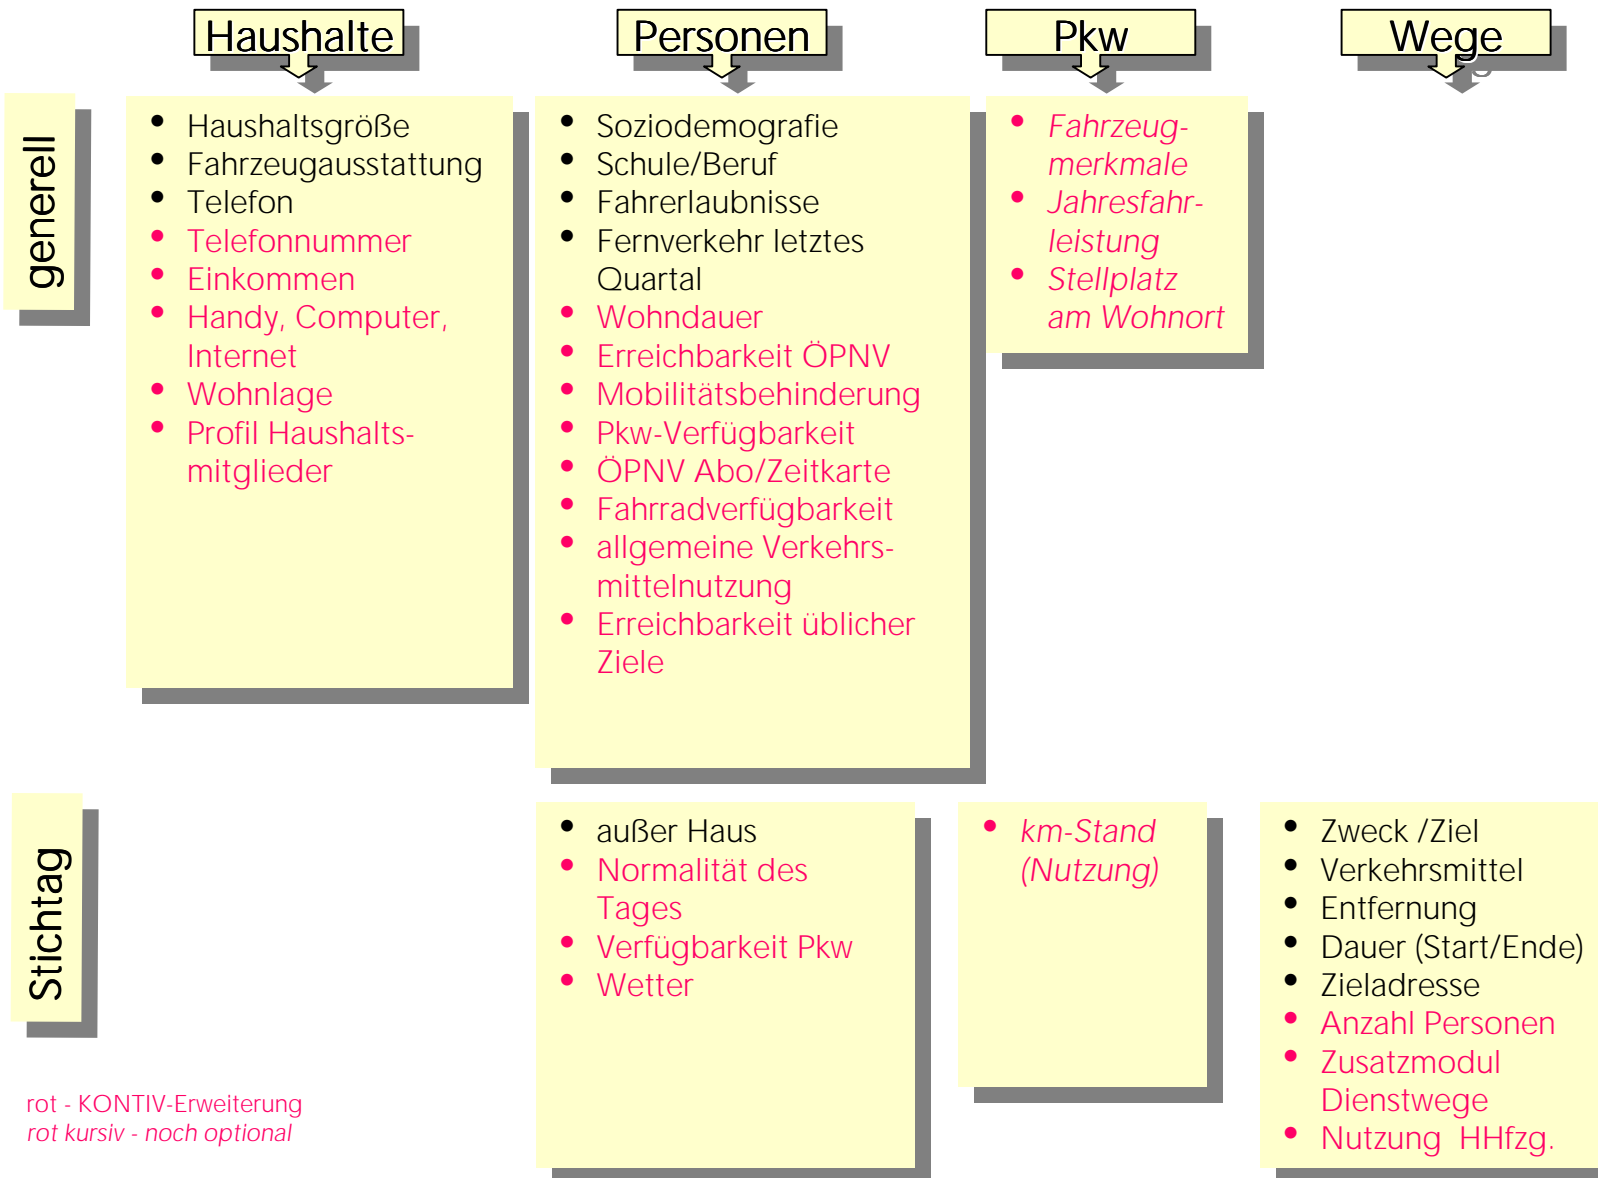 Haushalte
Personen
Pkw
Wege
generell
• Haushaltsgröße
• Fahrzeugausstattung
• Telefon
• Telefonnummer
• Einkommen
• Handy, Computer,
Internet
• Wohnlage
• Profil Haushalts-
mitglieder
• Soziodemografie
• Schule/Beruf
• Fahrerlaubnisse
• Fernverkehr letztes
Quartal
• Wohndauer
• Erreichbarkeit ÖPNV
• Mobilitätsbehinderung
• Pkw-Verfügbarkeit
• ÖPNV Abo/Zeitkarte
• Fahrradverfügbarkeit
• allgemeine Verkehrs-
mittelnutzung
• Erreichbarkeit üblicher
Ziele
• Fahrzeug-
merkmale
• Jahresfahr-
leistung
• Stellplatz
am Wohnort
Stichtag
• außer Haus
• Normalität des
Tages
• Verfügbarkeit Pkw
• Wetter
• km-Stand
(Nutzung)
• Zweck /Ziel
• Verkehrsmittel
• Entfernung
• Dauer (Start/Ende)
• Zieladresse
• Anzahl Personen
• Zusatzmodul
Dienstwege
• Nutzung HHfzg.
rot - KONTIV-Erweiterung
rot kursiv - noch optional